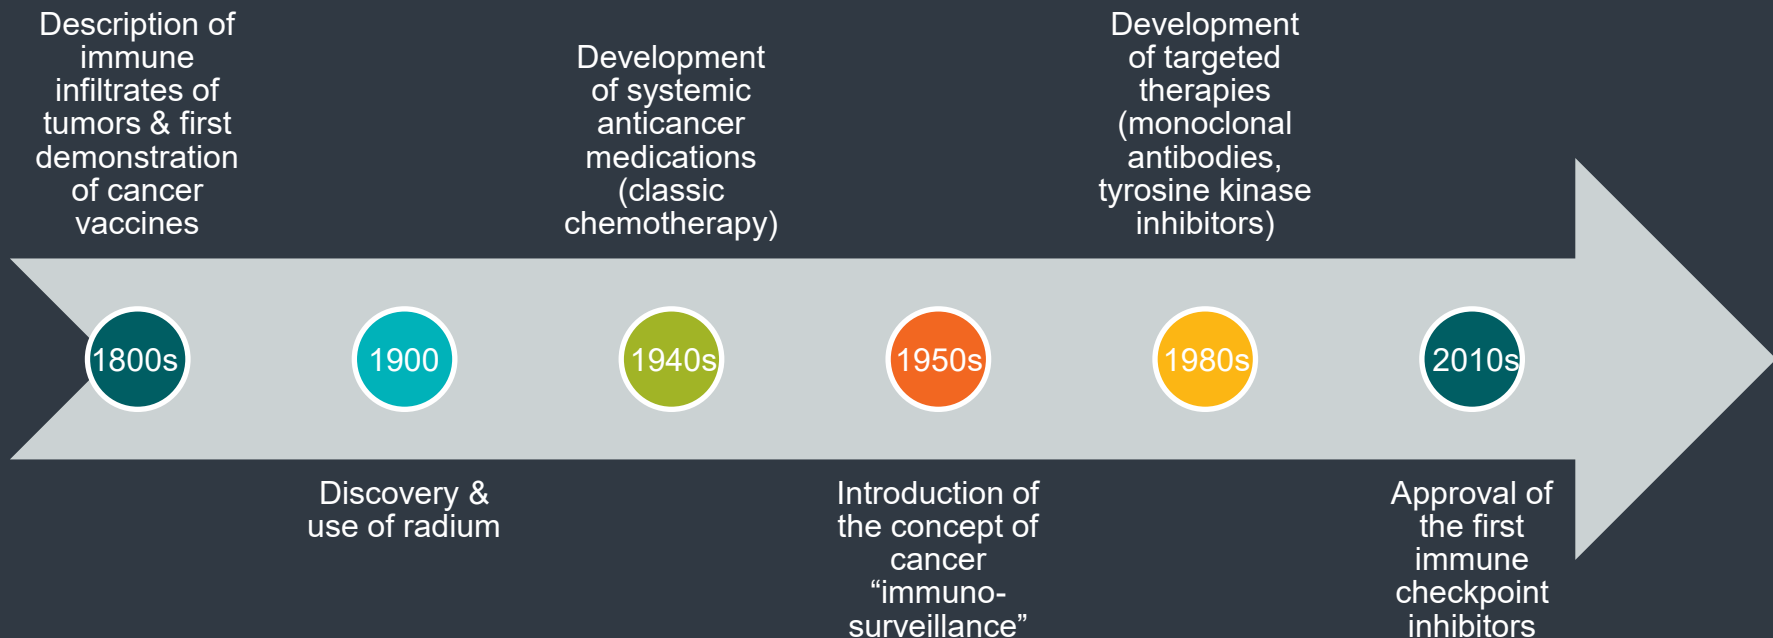 Description of
immune
infiltrates of
tumors & first
demonstration
of cancer
vaccines
1800s
Discovery &
use of radium
1900
Development
of systemic
anticancer
medications
(classic
chemotherapy)
1940s
Introduction of
the concept of
cancer
“immuno-
surveillance”
1950s
Development
of targeted
therapies
(monoclonal
antibodies,
tyrosine kinase
inhibitors)
1980s
Approval of
the first
immune
checkpoint
inhibitors
2010s